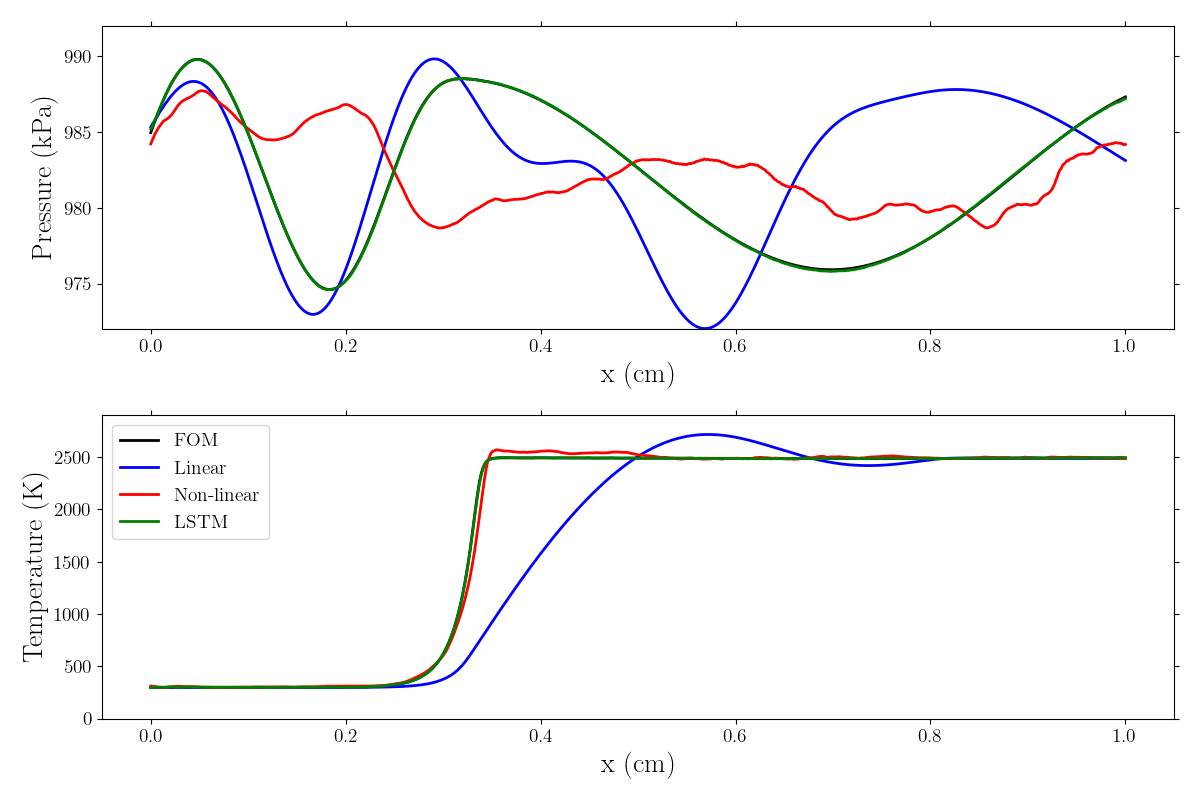 Pressure (kPa)
990
985
980
975
0.0 0.2 0.4 0.6 0.8 1.0
x (cm)
Temperature (K)
2500
2000
1500
1000
500
0
FOM
Linear
Non-linear
LSTM
0.0 0.2 0.4 0.6 0.8 1.0
x (cm)